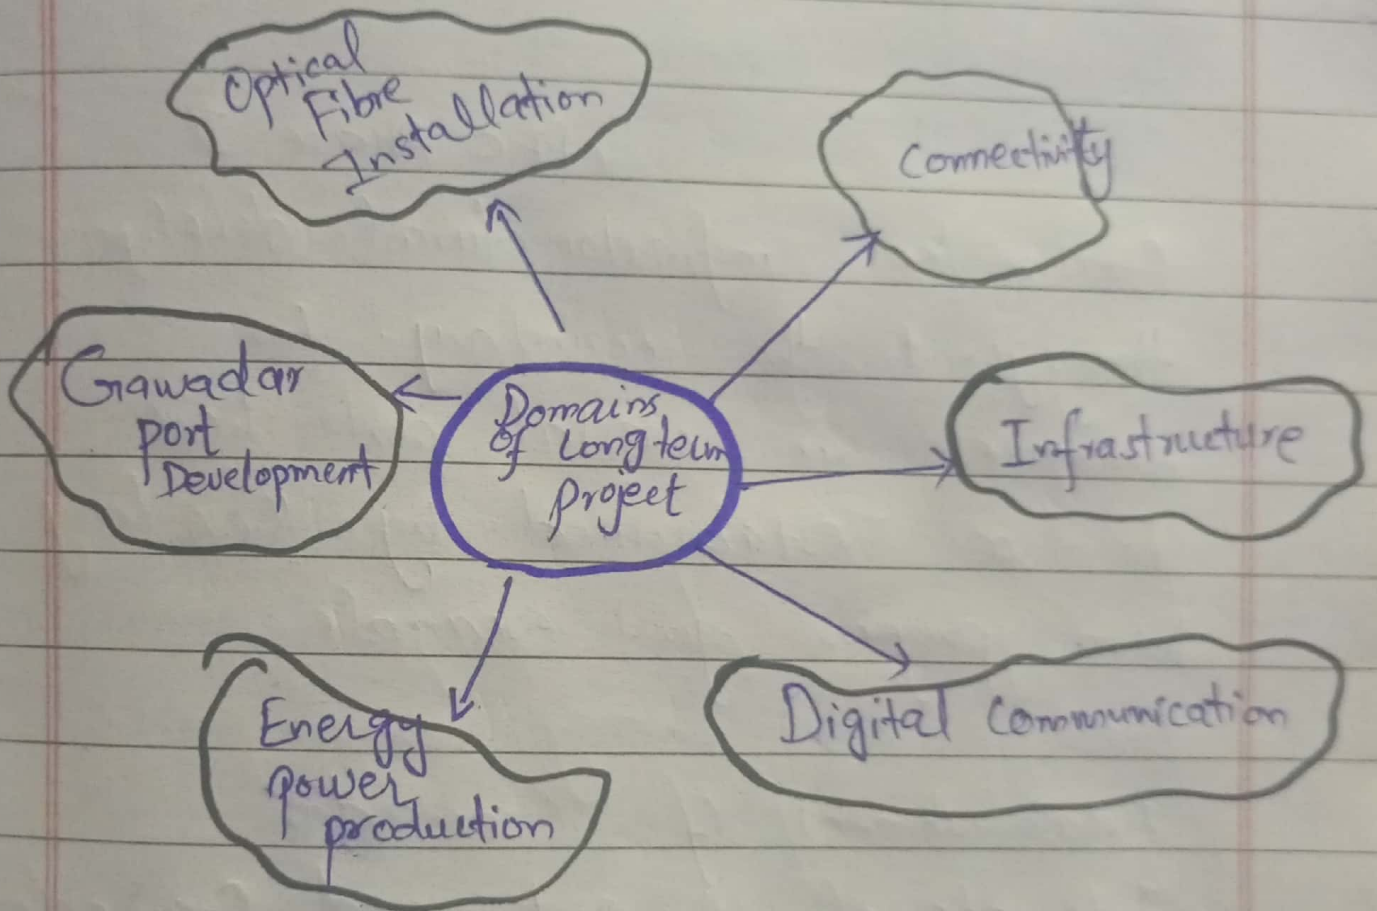 Optical
Fibre
Installation
Connectivity
Gawadar
port
Development
Domains
of Long term
project
Infrastructure
Energy
power
production
Digital Communication